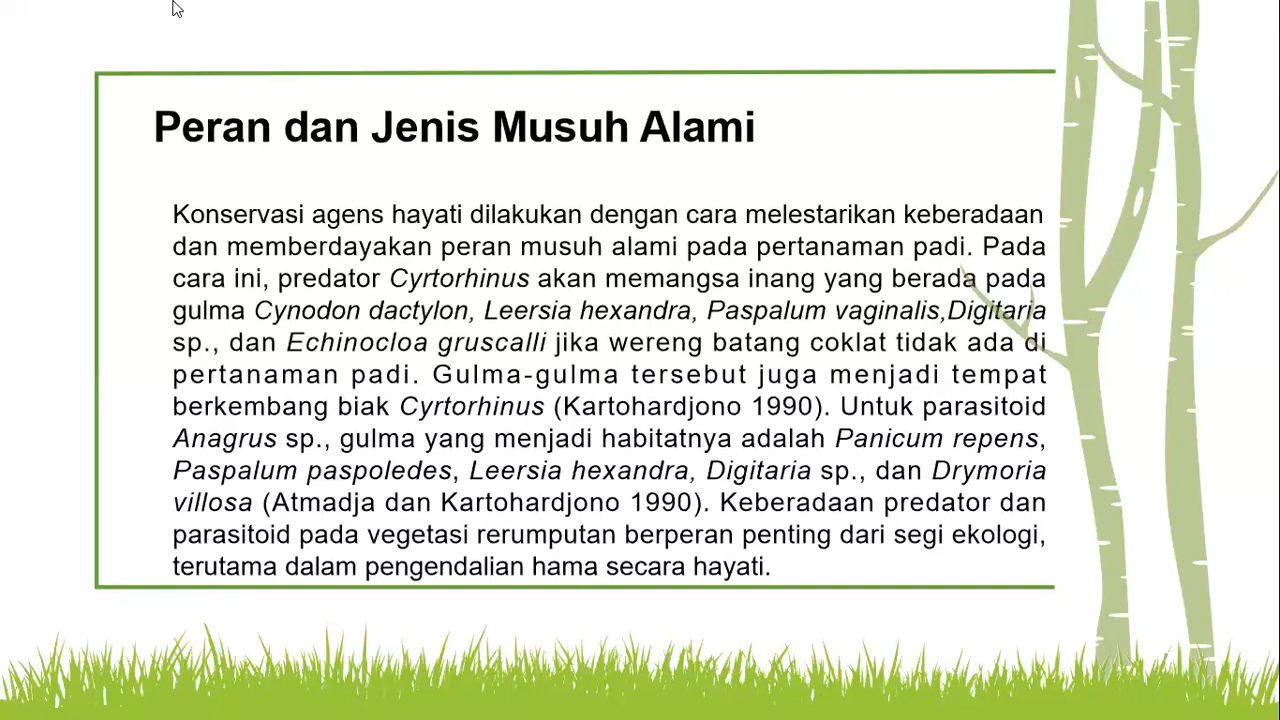 Peran dan Jenis Musuh Alami
Konservasi agens hayati dilakukan dengan cara melestarikan keberadaan
dan memberdayakan peran musuh alami pada pertanaman padi. Pada
cara ini, predator Cyrtorhinus akan memangsa inang yang berada pada
gulma Cynodon dactylon, Leersia hexandra, Paspalum vaginalis,Digitaria
sp., dan Echinocloa gruscalli jika wereng batang coklat tidak ada di
pertanaman padi. Gulma-gulma tersebut juga menjadi tempat
berkembang biak Cyrtorhinus (Kartohardjono 1990). Untuk parasitoid
Anagrus sp., gulma yang menjadi habitatnya adalah Panicum repens,
Paspalum paspoledes, Leersia hexandra, Digitaria sp., dan Drymoria
villosa (Atmadja dan Kartohardjono 1990). Keberadaan predator dan
parasitoid pada vegetasi rerumputan berperan penting dari segi ekologi,
terutama dalam pengendalian hama secara hayati.